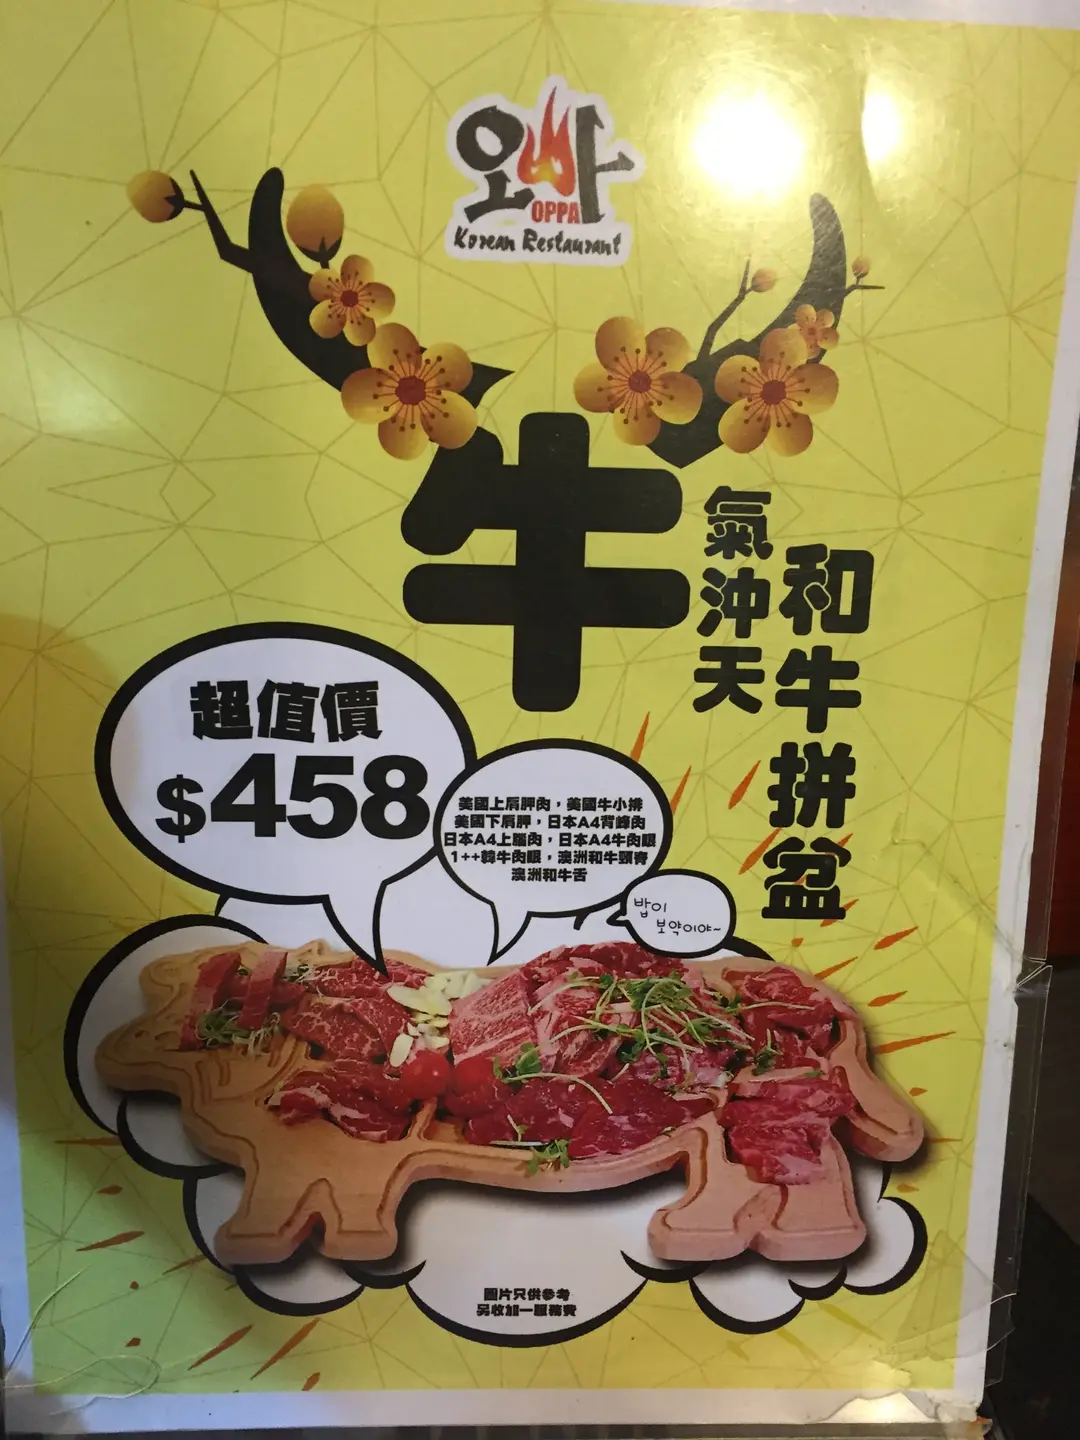 오빠
OPPA
Korean Restaurant
牛
氣沖天
和牛拼盆
超值價
$458
美國上肩胛肉，美國牛小排
美國下肩胛，日本A4背峰肉
日本A4上腦肉，日本A4牛肉眼
1++韓牛肉眼，澳洲和牛頸脊
澳洲和牛舌
밥이
보약이야~
圖片只供參考
另收加一服務費